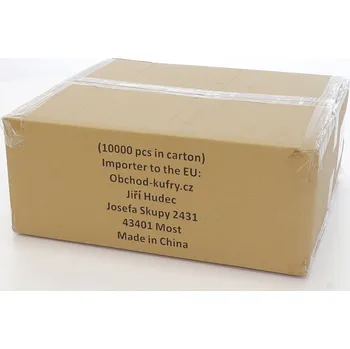 (10000 pcs in carton)
Importer to the EU:
Obchod-kufry.cz
Jiří Hudec
Josefa Skupy 2431
43401 Most
Made in China